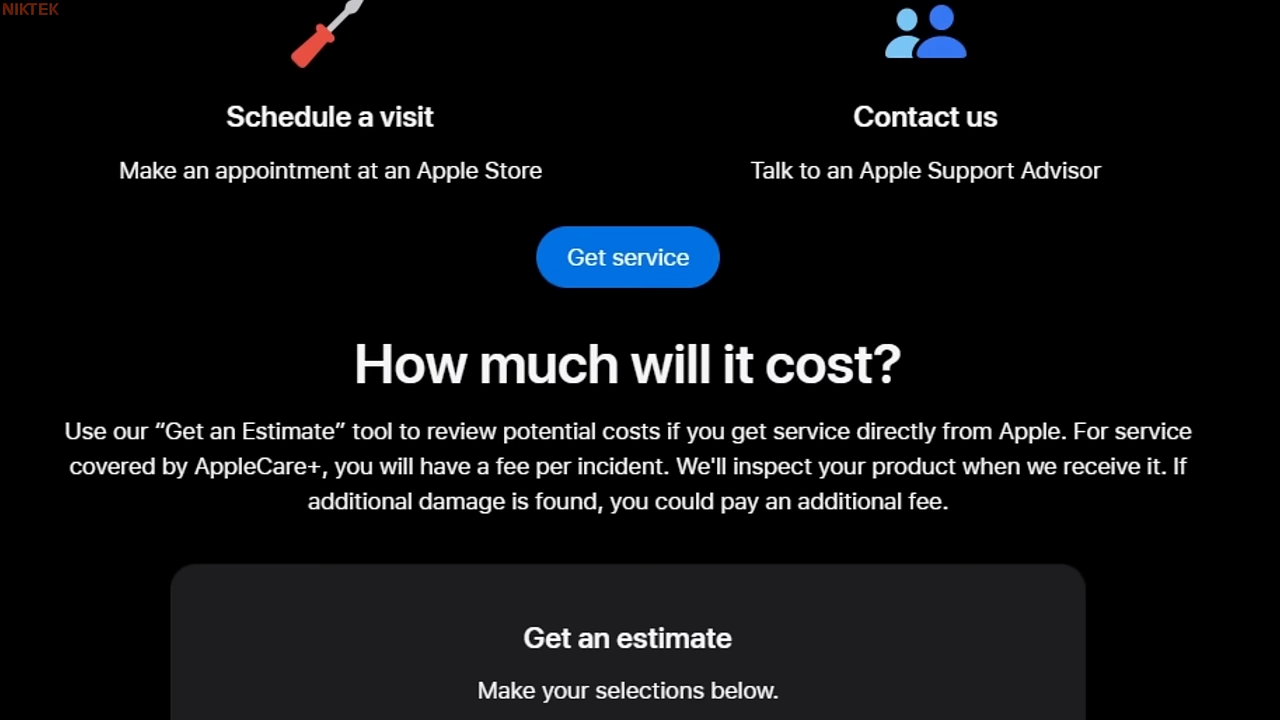 NIKTEK
Schedule a visit
Contact us
Make an appointment at an Apple Store
Talk to an Apple Support Advisor
Get service
How much will it cost?
Use our “Get an Estimate” tool to review potential costs if you get service directly from Apple. For service
covered by AppleCare+, you will have a fee per incident. We'll inspect your product when we receive it. If
additional damage is found, you could pay an additional fee.
Get an estimate
Make your selections below.